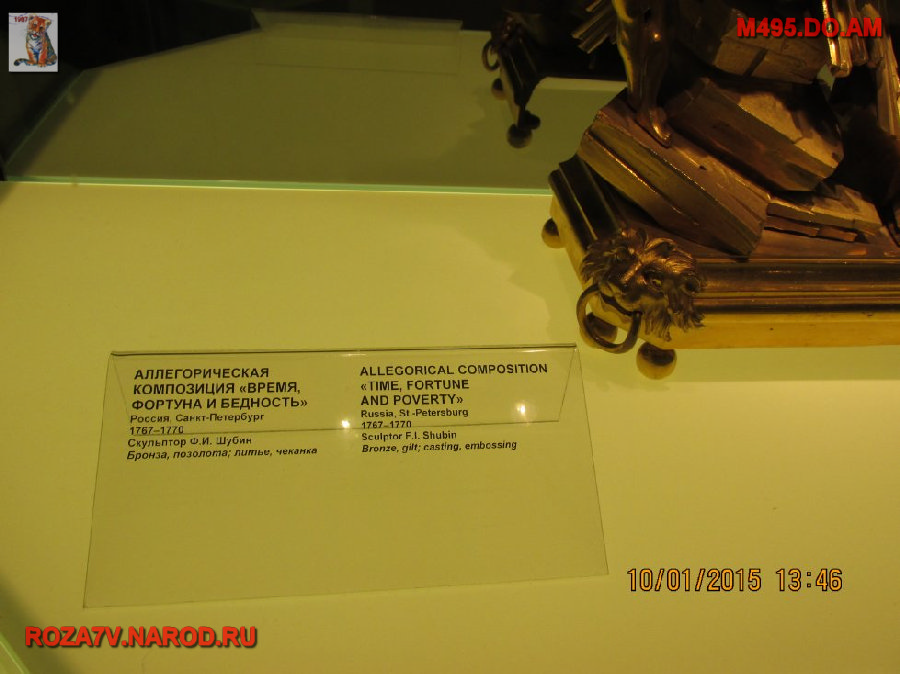 1987
M495.DO.AM
АЛЛЕГОРИЧЕСКАЯ
КОМПОЗИЦИЯ «ВРЕМЯ,
ФОРТУНА И БЕДНОСТЬ»
Россия, Санкт-Петербург
1767–1770
Скульптор Ф.И. Шубин
Бронза, позолота; литье, чеканка
ALLEGORICAL COMPOSITION
«TIME, FORTUNE
AND POVERTY»
Russia, St.-Petersburg
1767–1770
Sculptor F.I. Shubin
Bronze, gilt; casting, embossing
10/01/2015 13:46
ROZA7V.NAROD.RU